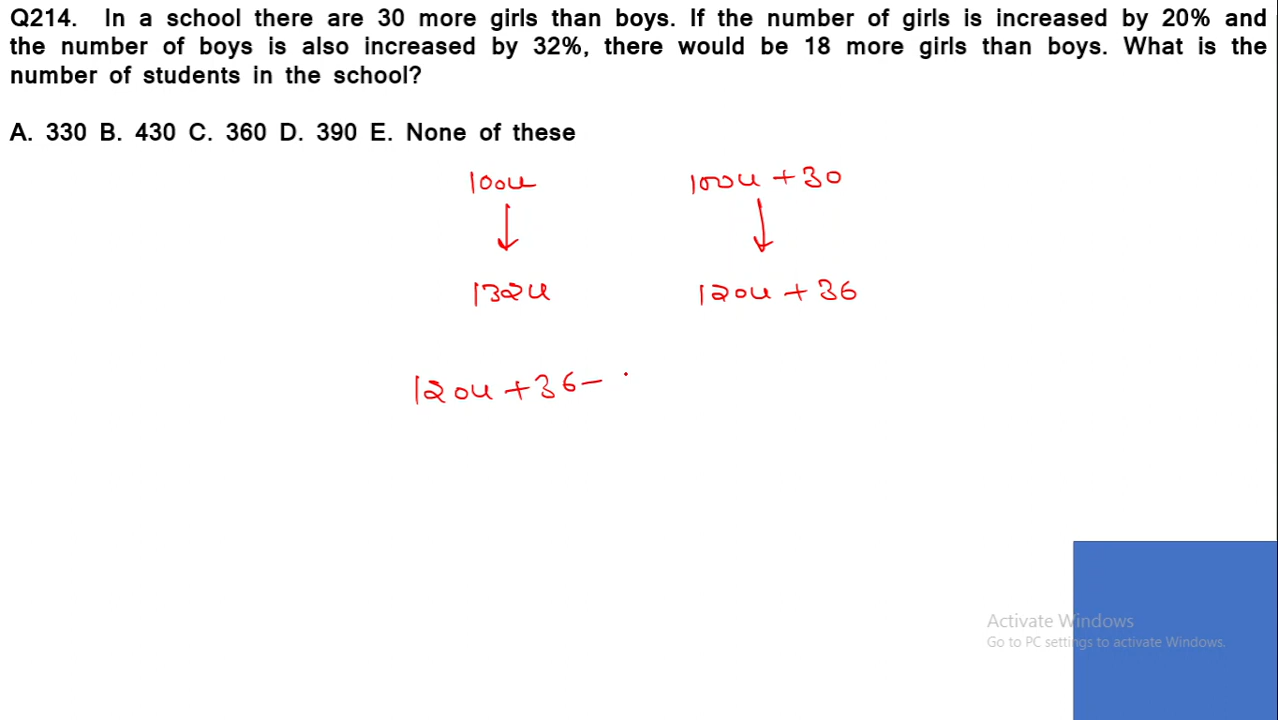 Q214. In a school there are 30 more girls than boys. If the number of girls is increased by 20% and
the number of boys is also increased by 32%, there would be 18 more girls than boys. What is the
number of students in the school?
A. 330 B. 430 C. 360 D. 390 E. None of these
100u 100u + 30
132u 120u + 36
120u + 36 -
Activate Windows
Go to PC settings to activate Windows.